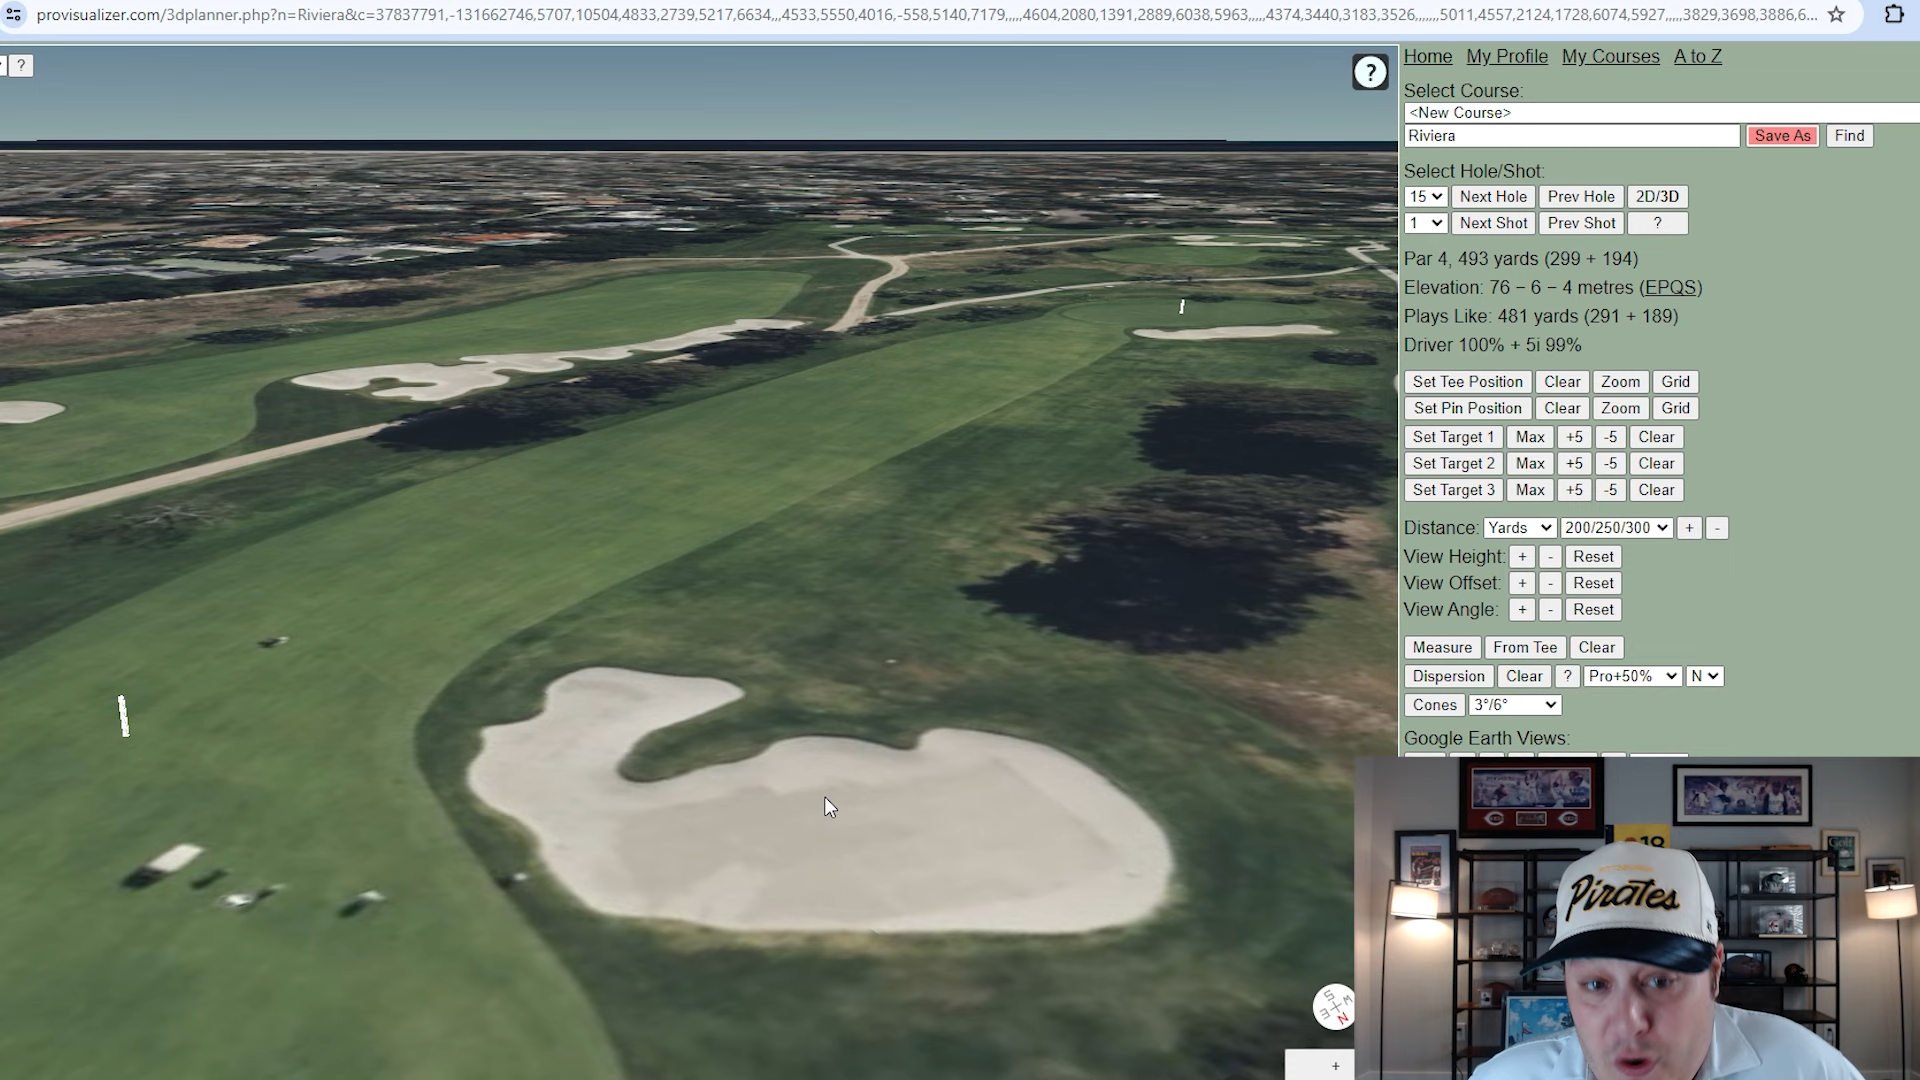 provisualizer.com/3dplanner.php?n=Riviera&c=37837791,-131662746,5707,10504,4833,2739,5217,6634,,,4533,5550,4016,-558,5140,7179,,,,,4604,2080,1391,2889,6038,5963,,,,,4374,3440,3183,3526,,,,,,,5011,4557,2124,1728,6074,5927,,,,,3829,3698,3886,6...
?
?
Home My Profile My Courses A to Z
Select Course:
<New Course>
Riviera Save As Find
Select Hole/Shot:
15 Next Hole Prev Hole 2D/3D
1 Next Shot Prev Shot ?
Par 4, 493 yards (299 + 194)
Elevation: 76 − 6 − 4 metres (EPQS)
Plays Like: 481 yards (291 + 189)
Driver 100% + 5i 99%
Set Tee Position Clear Zoom Grid
Set Pin Position Clear Zoom Grid
Set Target 1 Max +5 -5 Clear
Set Target 2 Max +5 -5 Clear
Set Target 3 Max +5 -5 Clear
Distance: Yards 200/250/300 + -
View Height: + - Reset
View Offset: + - Reset
View Angle: + - Reset
Measure From Tee Clear
Dispersion Clear ? Pro+50% N
Cones 3°/6°
Google Earth Views:
S W E N
+
Pirates